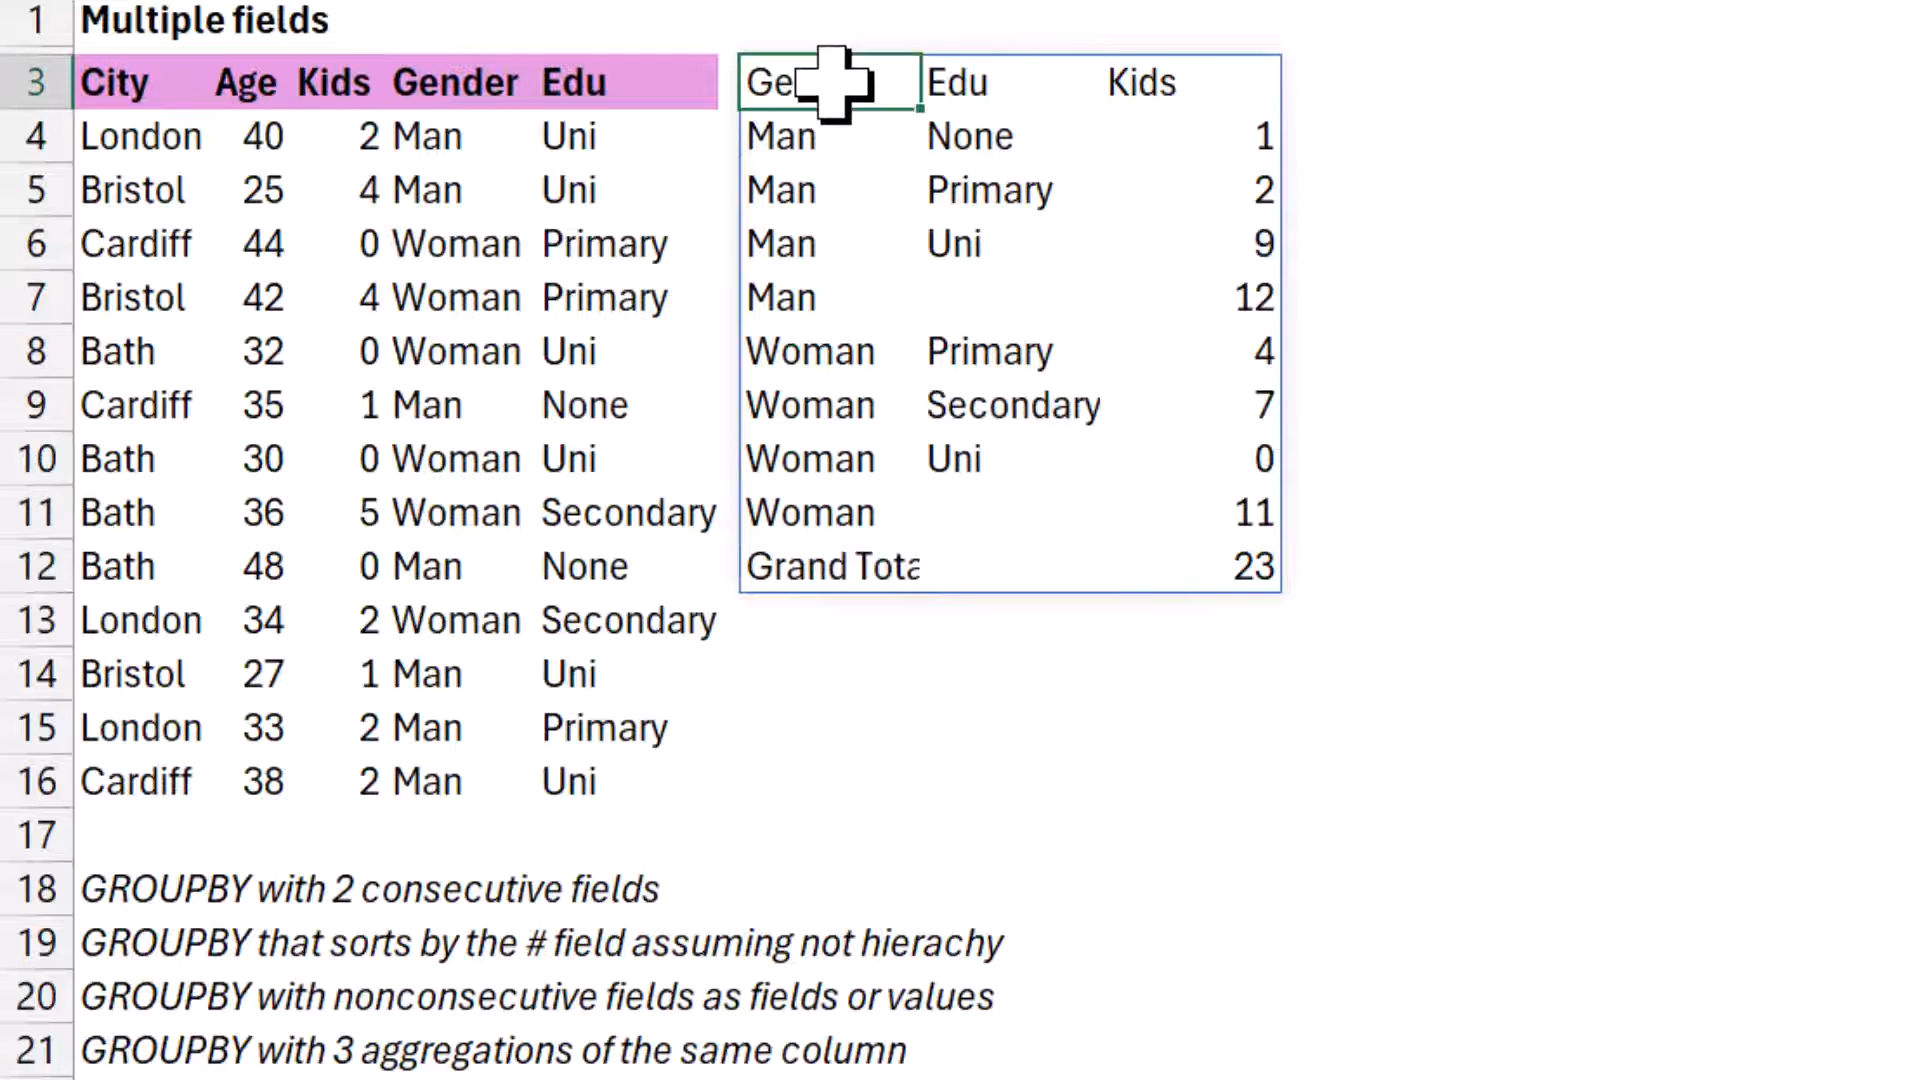 1 Multiple fields
3 City Age Kids Gender Edu Ge Edu Kids
4 London 40 2 Man Uni Man None 1
5 Bristol 25 4 Man Uni Man Primary 2
6 Cardiff 44 0 Woman Primary Man Uni 9
7 Bristol 42 4 Woman Primary Man 12
8 Bath 32 0 Woman Uni Woman Primary 4
9 Cardiff 35 1 Man None Woman Secondary 7
10 Bath 30 0 Woman Uni Woman Uni 0
11 Bath 36 5 Woman Secondary Woman 11
12 Bath 48 0 Man None Grand Tota 23
13 London 34 2 Woman Secondary
14 Bristol 27 1 Man Uni
15 London 33 2 Man Primary
16 Cardiff 38 2 Man Uni
17
18 GROUPBY with 2 consecutive fields
19 GROUPBY that sorts by the # field assuming not hierachy
20 GROUPBY with nonconsecutive fields as fields or values
21 GROUPBY with 3 aggregations of the same column